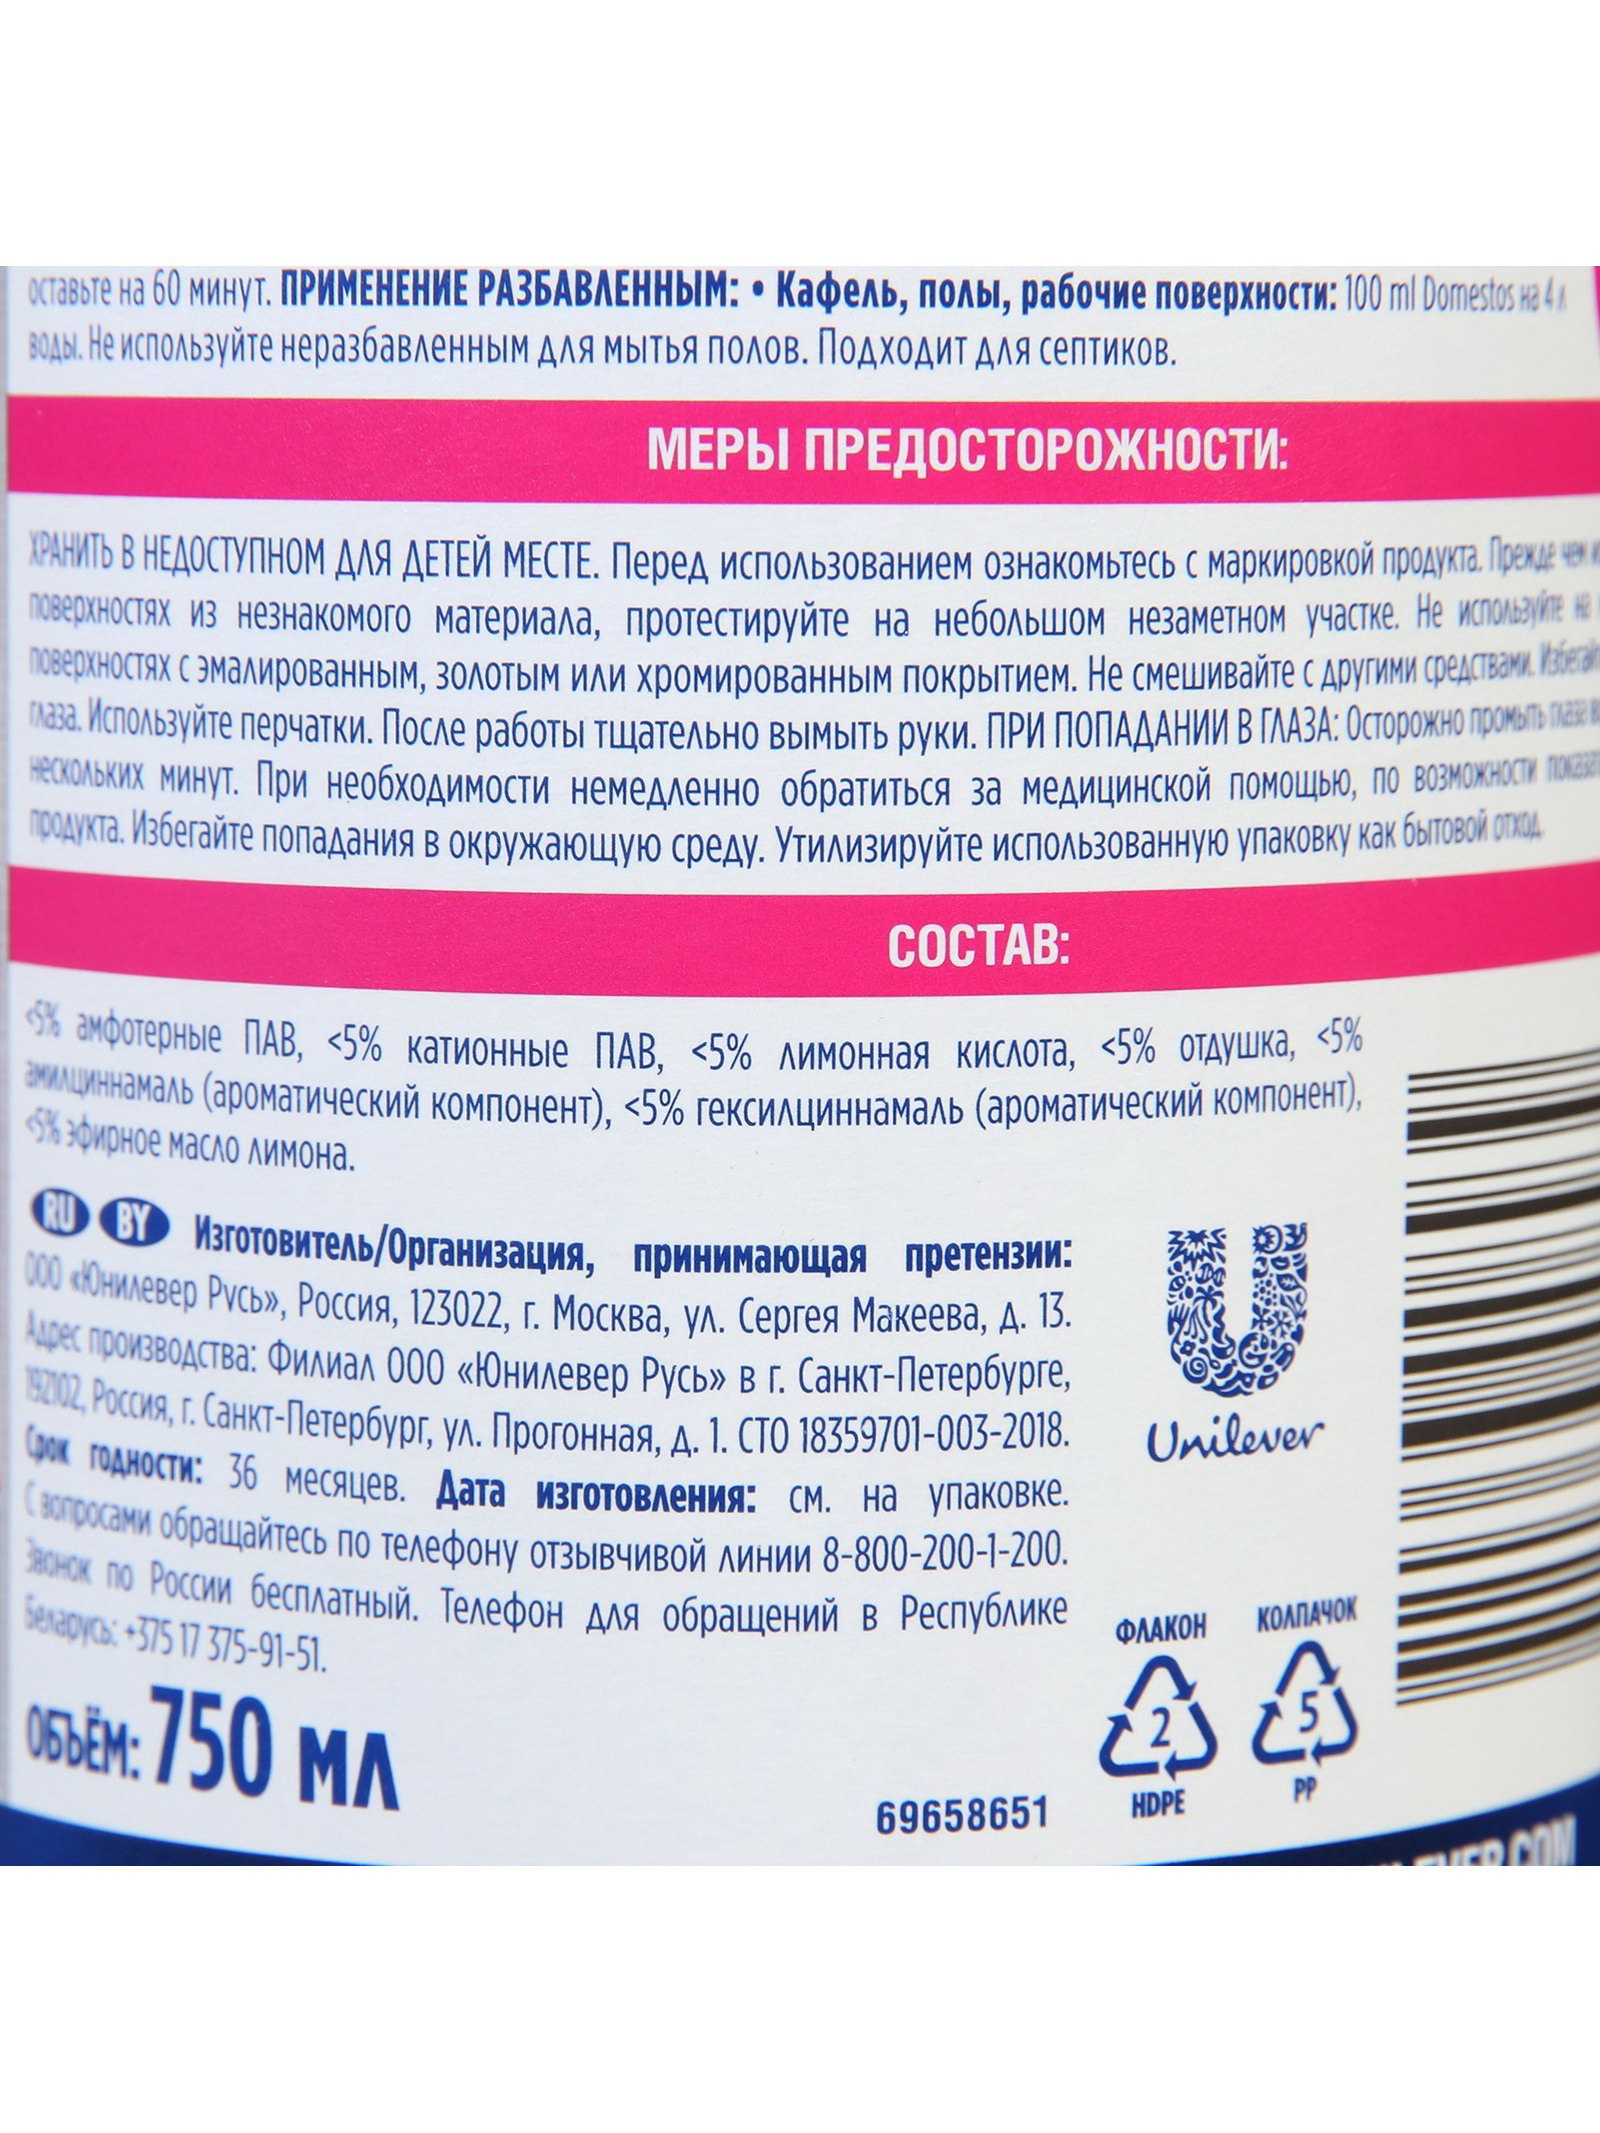 оставьте на 60 минут. ПРИМЕНЕНИЕ РАЗБАВЛЕННЫМ: • Кафель, полы, рабочие поверхности: 100 ml Domestos на 4 л
воды. Не используйте неразбавленным для мытья полов. Подходит для септиков.
МЕРЫ ПРЕДОСТОРОЖНОСТИ:
ХРАНИТЬ В НЕДОСТУПНОМ ДЛЯ ДЕТЕЙ МЕСТЕ. Перед использованием ознакомьтесь с маркировкой продукта. Прежде чем
поверхностях из незнакомого материала, протестируйте на небольшом незаметном участке. Не используйте на
поверхностях с эмалированным, золотым или хромированным покрытием. Не смешивайте с другими средствами.
глаза. Используйте перчатки. После работы тщательно вымыть руки. ПРИ ПОПАДАНИИ В ГЛАЗА: Осторожно промыть глаза
нескольких минут. При необходимости немедленно обратиться за медицинской помощью, по возможности
продукта. Избегайте попадания в окружающую среду. Утилизируйте использованную упаковку как бытовой отход.
СОСТАВ:
<5% амфотерные ПАВ, <5% катионные ПАВ, <5% лимонная кислота, <5% отдушка, <5%
амилциннамаль (ароматический компонент), <5% гексилциннамаль (ароматический компонент),
<5% эфирное масло лимона.
RU BY Изготовитель/Организация, принимающая претензии:
ООО «Юнилевер Русь», Россия, 123022, г. Москва, ул. Сергея Макеева, д. 13.
Адрес производства: Филиал ООО «Юнилевер Русь» в г. Санкт-Петербурге,
192102, Россия, г. Санкт-Петербург, ул. Прогонная, д. 1. СТО 18359701-003-2018.
Срок годности: 36 месяцев. Дата изготовления: см. на упаковке.
С вопросами обращайтесь по телефону отзывчивой линии 8-800-200-1-200.
Звонок по России бесплатный. Телефон для обращений в Республике
Беларусь: +375 17 375-91-51.
ОБЪЁМ: 750 мл
69658651
Unilever
ФЛАКОН
2
HDPE
КОЛПАЧОК
5
PP